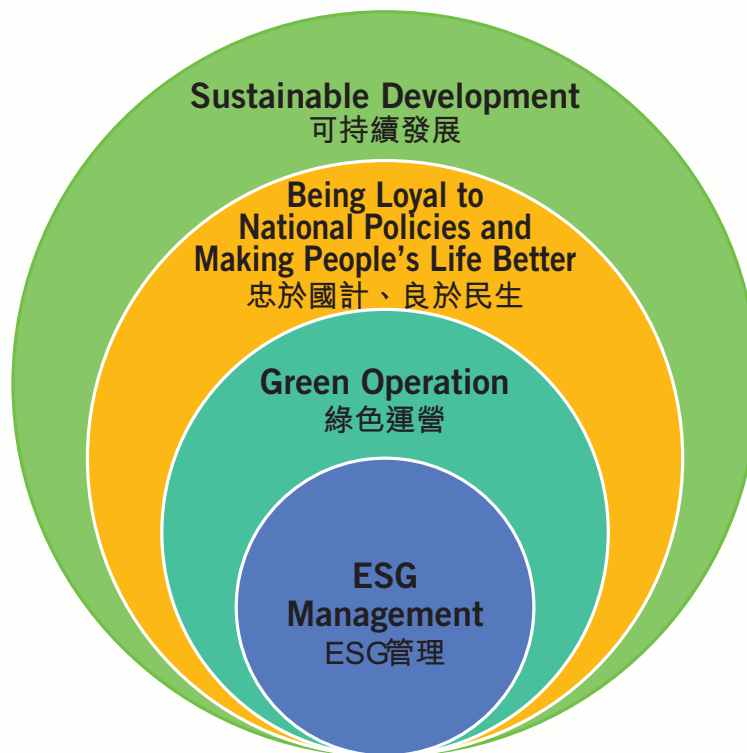 Sustainable Development
可持續發展
Being Loyal to
National Policies and
Making People's Life Better
忠於國計、良於民生
Green Operation
綠色運營
ESG
Management
ESG管理